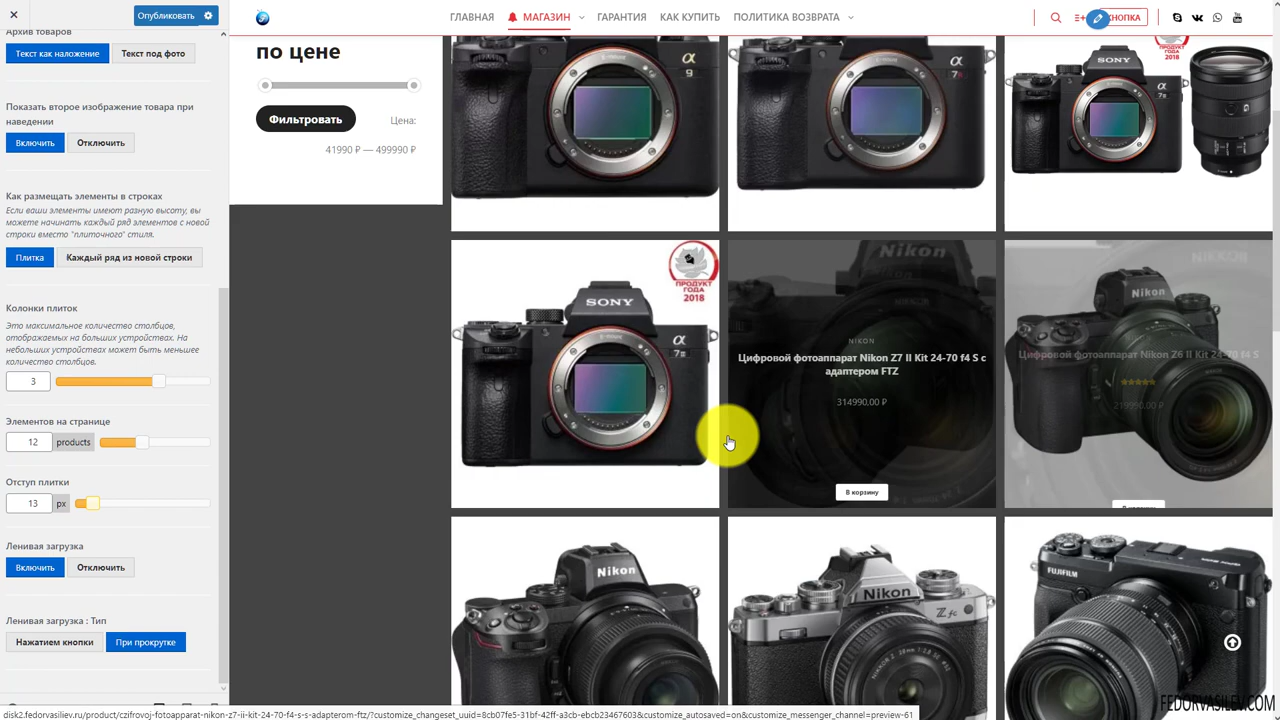 Опубликовать
Архив товаров
Текст как наложение Текст под фото
Показать второе изображение товара при
наведении
Включить Отключить
Как размещать элементы в строках
Если ваши элементы имеют разную высоту, вы
можете начинать каждый ряд элементов с новой
строки вместо "плиточного" стиля.
Плитка Каждый ряд из новой строки
Колонки плиток
Это максимальное количество столбцов,
отображаемых на больших устройствах. На
небольших устройствах может быть меньшее
количество столбцов.
3
Элементов на странице
12 products
Отступ плитки
13 px
Ленивая загрузка
Включить Отключить
Ленивая загрузка : Тип
Нажатием кнопки При прокрутке
ГЛАВНАЯ МАГАЗИН ГАРАНТИЯ КАК КУПИТЬ ПОЛИТИКА ВОЗВРАТА
по цене
Фильтровать Цена:
41990 ₽ — 499990 ₽
α
9
α
ПРОДУКТ
ГОДА
2018
SONY
α
SONY
α
7 II
ПРОДУКТ
ГОДА
2018
Nikon
NIKON
Цифровой фотоаппарат Nikon Z7 II Kit 24-70 f4 S с
адаптером FTZ
314990,00 ₽
В корзину
Nikon
Цифровой фотоаппарат Nikon Z6 II Kit 24-70 f4 S
219990,00 ₽
Nikon
Nikon
Z fc
FUJIFILM
FEDORVASILEV.COM
disk2.fedorvasiliev.ru/product/czifrovoj-fotoapparat-nikon-z7-ii-kit-24-70-f4-s-s-adapterom-ftz/?customize_changeset_uuid=8cb07fe5-31bf-42ff-a3cb-ebcb23467603&customize_autosaved=on&customize_messenger_channel=preview-61